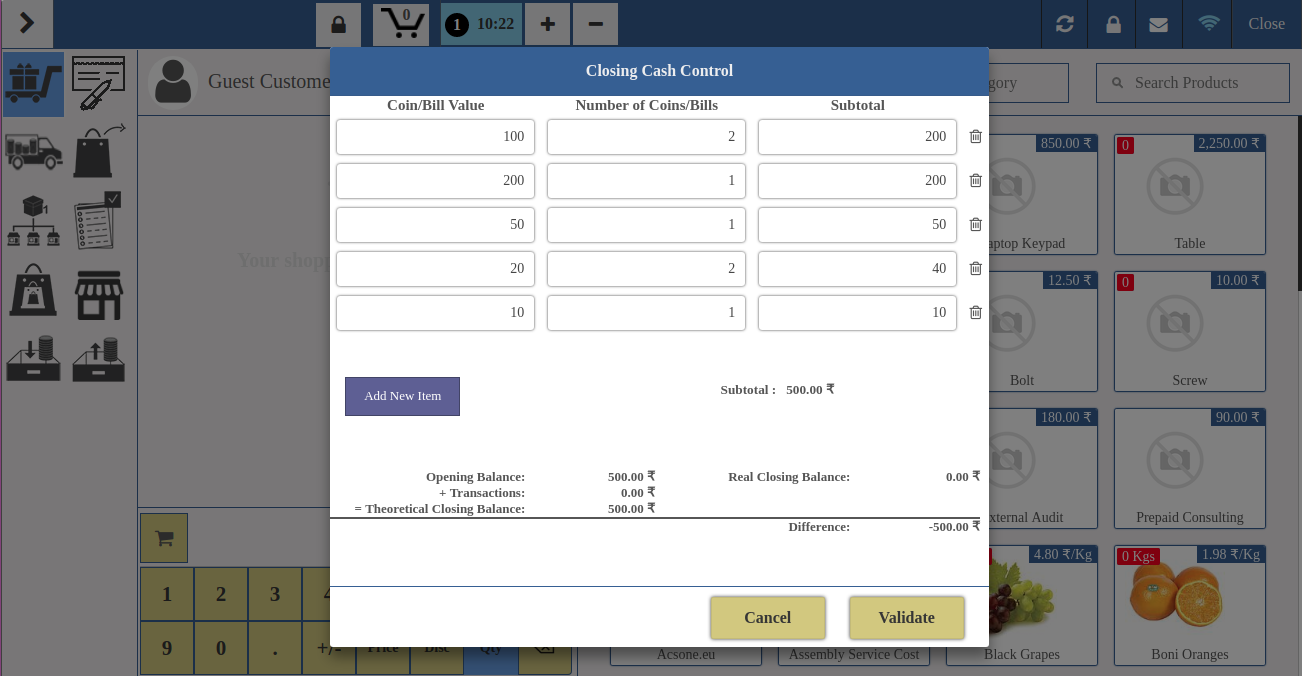 0
1 10:22
Close
Closing Cash Control
Guest Custome
gory
Search Products
Coin/Bill Value Number of Coins/Bills Subtotal
100 2 200
200 1 200
50 1 50
20 2 40
10 1 10
Your shopp
850.00 ₹
aptop Keypad
0 2,250.00 ₹
Table
12.50 ₹
Bolt
0 10.00 ₹
Screw
180.00 ₹
xternal Audit
90.00 ₹
Prepaid Consulting
4.80 ₹/Kg
Black Grapes
0 Kgs 1.98 ₹/Kg
Boni Oranges
Acsone.eu
Assembly Service Cost
Add New Item
Subtotal : 500.00 ₹
Opening Balance: 500.00 ₹ Real Closing Balance: 0.00 ₹
+ Transactions: 0.00 ₹
= Theoretical Closing Balance: 500.00 ₹
Difference: -500.00 ₹
Cancel Validate
1 2 3
9 0 . +/- Price Disc Qty